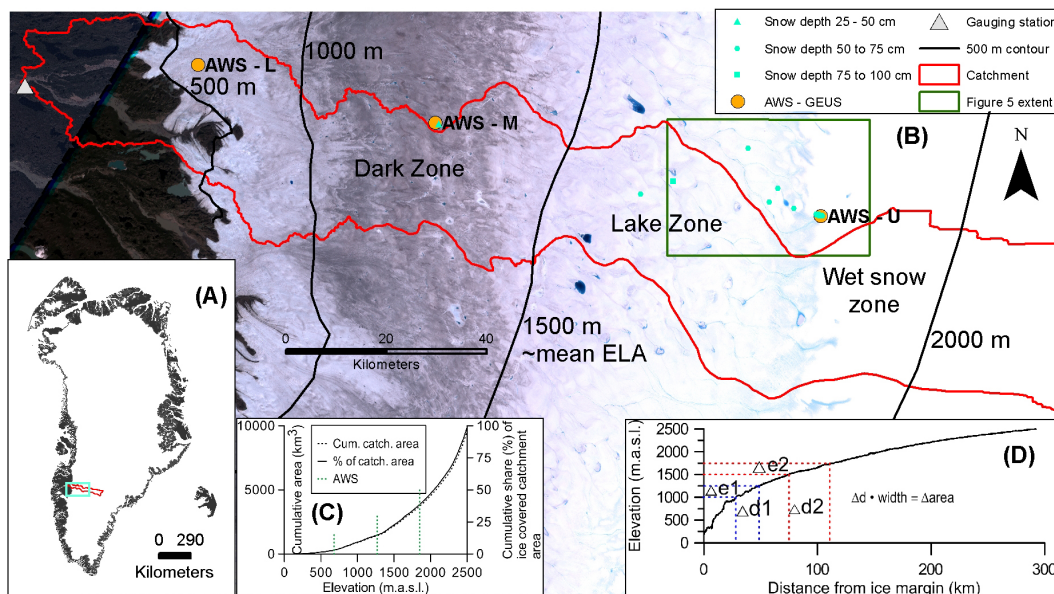 Snow depth 25 - 50 cm
Snow depth 50 to 75 cm
Snow depth 75 to 100 cm
AWS - GEUS
Gauging station
500 m contour
Catchment
Figure 5 extent
1000 m
AWS - L
500 m
AWS - M
Dark Zone
(B)
N
Lake Zone
AWS - U
Wet snow
zone
1500 m
~mean ELA
2000 m
0 20 40
Kilometers
(A)
0 290
Kilometers
Cumulative area (km³)
10000
5000
0
Cum. catch. area
% of catch. area
AWS
(C)
100
75
50
25
0
Cumulative share (%) of
ice covered catchment
area
0 500 1000 1500 2000 2500
Elevation (m.a.s.l.)
Elevation (m.a.s.l.)
2500
2000
1500
1000
500
0
(D)
△e2
△e1
△d1
△d2
Δd • width = Δarea
0 100 200 300
Distance from ice margin (km)